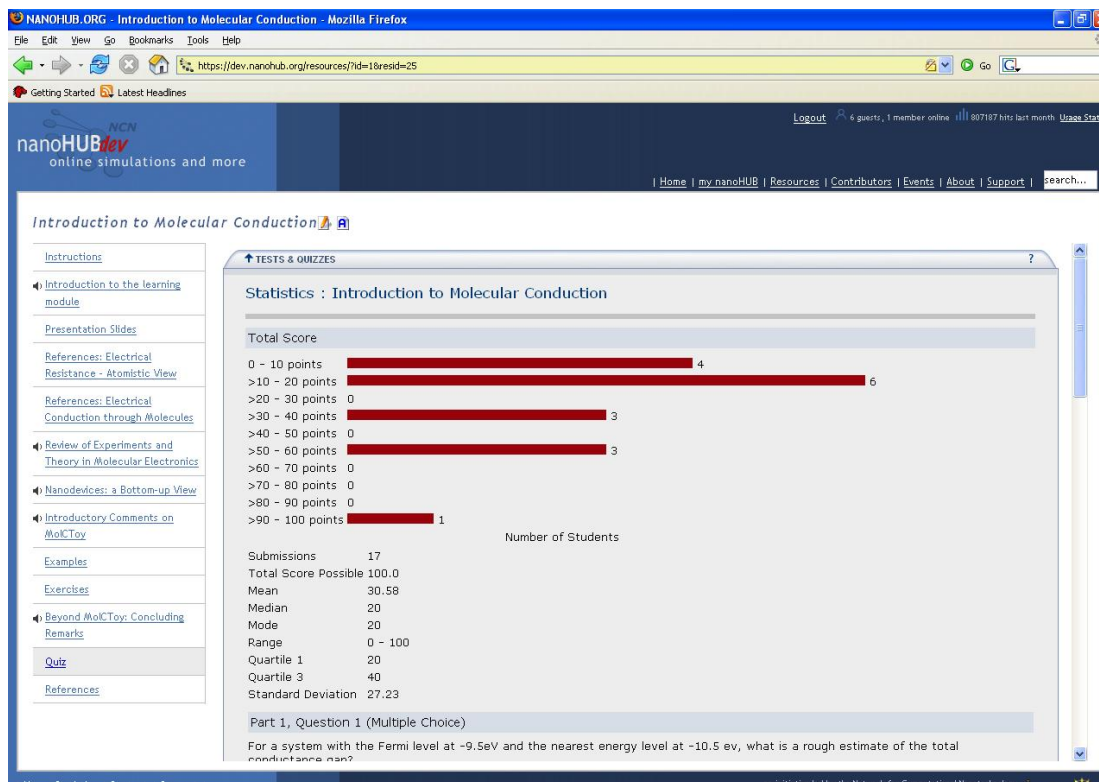 NANOHUB.ORG - Introduction to Molecular Conduction - Mozilla Firefox
File Edit View Go Bookmarks Tools Help
https://dev.nanohub.org/resources/?id=1&resid=25
Go
G
Getting Started Latest Headlines
Logout 6 guests, 1 member online 807187 hits last month Usage Stat
NCN
nanoHUBdev
online simulations and more
| Home | my nanoHUB | Resources | Contributors | Events | About | Support | search...
Introduction to Molecular Conduction
Instructions
Introduction to the learning
module
Presentation Slides
References: Electrical
Resistance - Atomistic View
References: Electrical
Conduction through Molecules
Review of Experiments and
Theory in Molecular Electronics
Nanodevices: a Bottom-up View
Introductory Comments on
MolCToy
Examples
Exercises
Beyond MolCToy: Concluding
Remarks
Quiz
References
TESTS & QUIZZES ?
Statistics : Introduction to Molecular Conduction
Total Score
0 - 10 points 4
>10 - 20 points 6
>20 - 30 points 0
>30 - 40 points 3
>40 - 50 points 0
>50 - 60 points 3
>60 - 70 points 0
>70 - 80 points 0
>80 - 90 points 0
>90 - 100 points 1
Number of Students
Submissions 17
Total Score Possible 100.0
Mean 30.58
Median 20
Mode 20
Range 0 - 100
Quartile 1 20
Quartile 3 40
Standard Deviation 27.23
Part 1, Question 1 (Multiple Choice)
For a system with the Fermi level at -9.5eV and the nearest energy level at -10.5 ev, what is a rough estimate of the total
conductance gap?